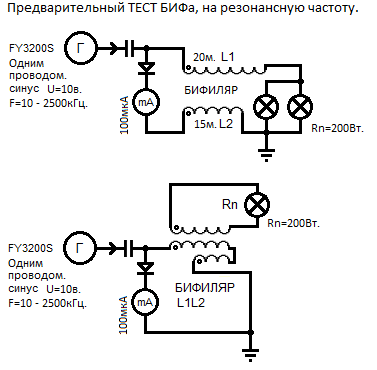 Предварительный ТЕСТ БИФа, на резонансную частоту.
FY3200S
Г
Одним
проводом.
синус U=10в.
F=10 - 2500кГц.
mA
100мкА
20м. L1
БИФИЛЯР
15м. L2
Rn=200Вт.
Rn
Rn=200Вт.
FY3200S
Г
Одним
проводом.
синус U=10в.
F=10 - 2500кГц.
mA
100мкА
БИФИЛЯР
L1L2